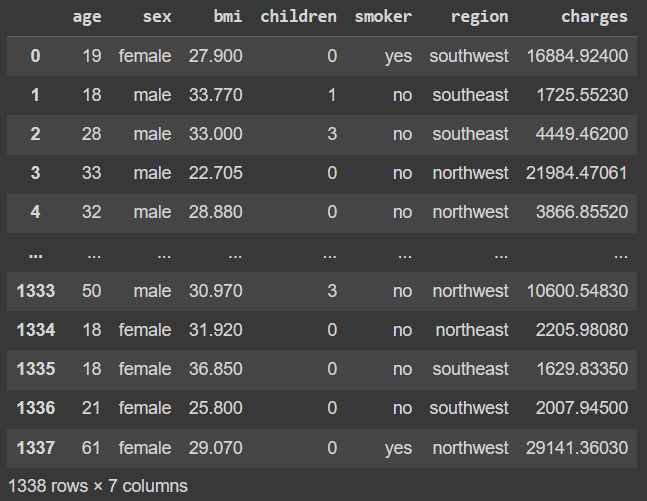 age sex bmi children smoker region charges
0 19 female 27.900 0 yes southwest 16884.92400
1 18 male 33.770 1 no southeast 1725.55230
2 28 male 33.000 3 no southeast 4449.46200
3 33 male 22.705 0 no northwest 21984.47061
4 32 male 28.880 0 no northwest 3866.85520
... ... ... ... ... ... ... ...
1333 50 male 30.970 3 no northwest 10600.54830
1334 18 female 31.920 0 no northeast 2205.98080
1335 18 female 36.850 0 no southeast 1629.83350
1336 21 female 25.800 0 no southwest 2007.94500
1337 61 female 29.070 0 yes northwest 29141.36030
1338 rows × 7 columns